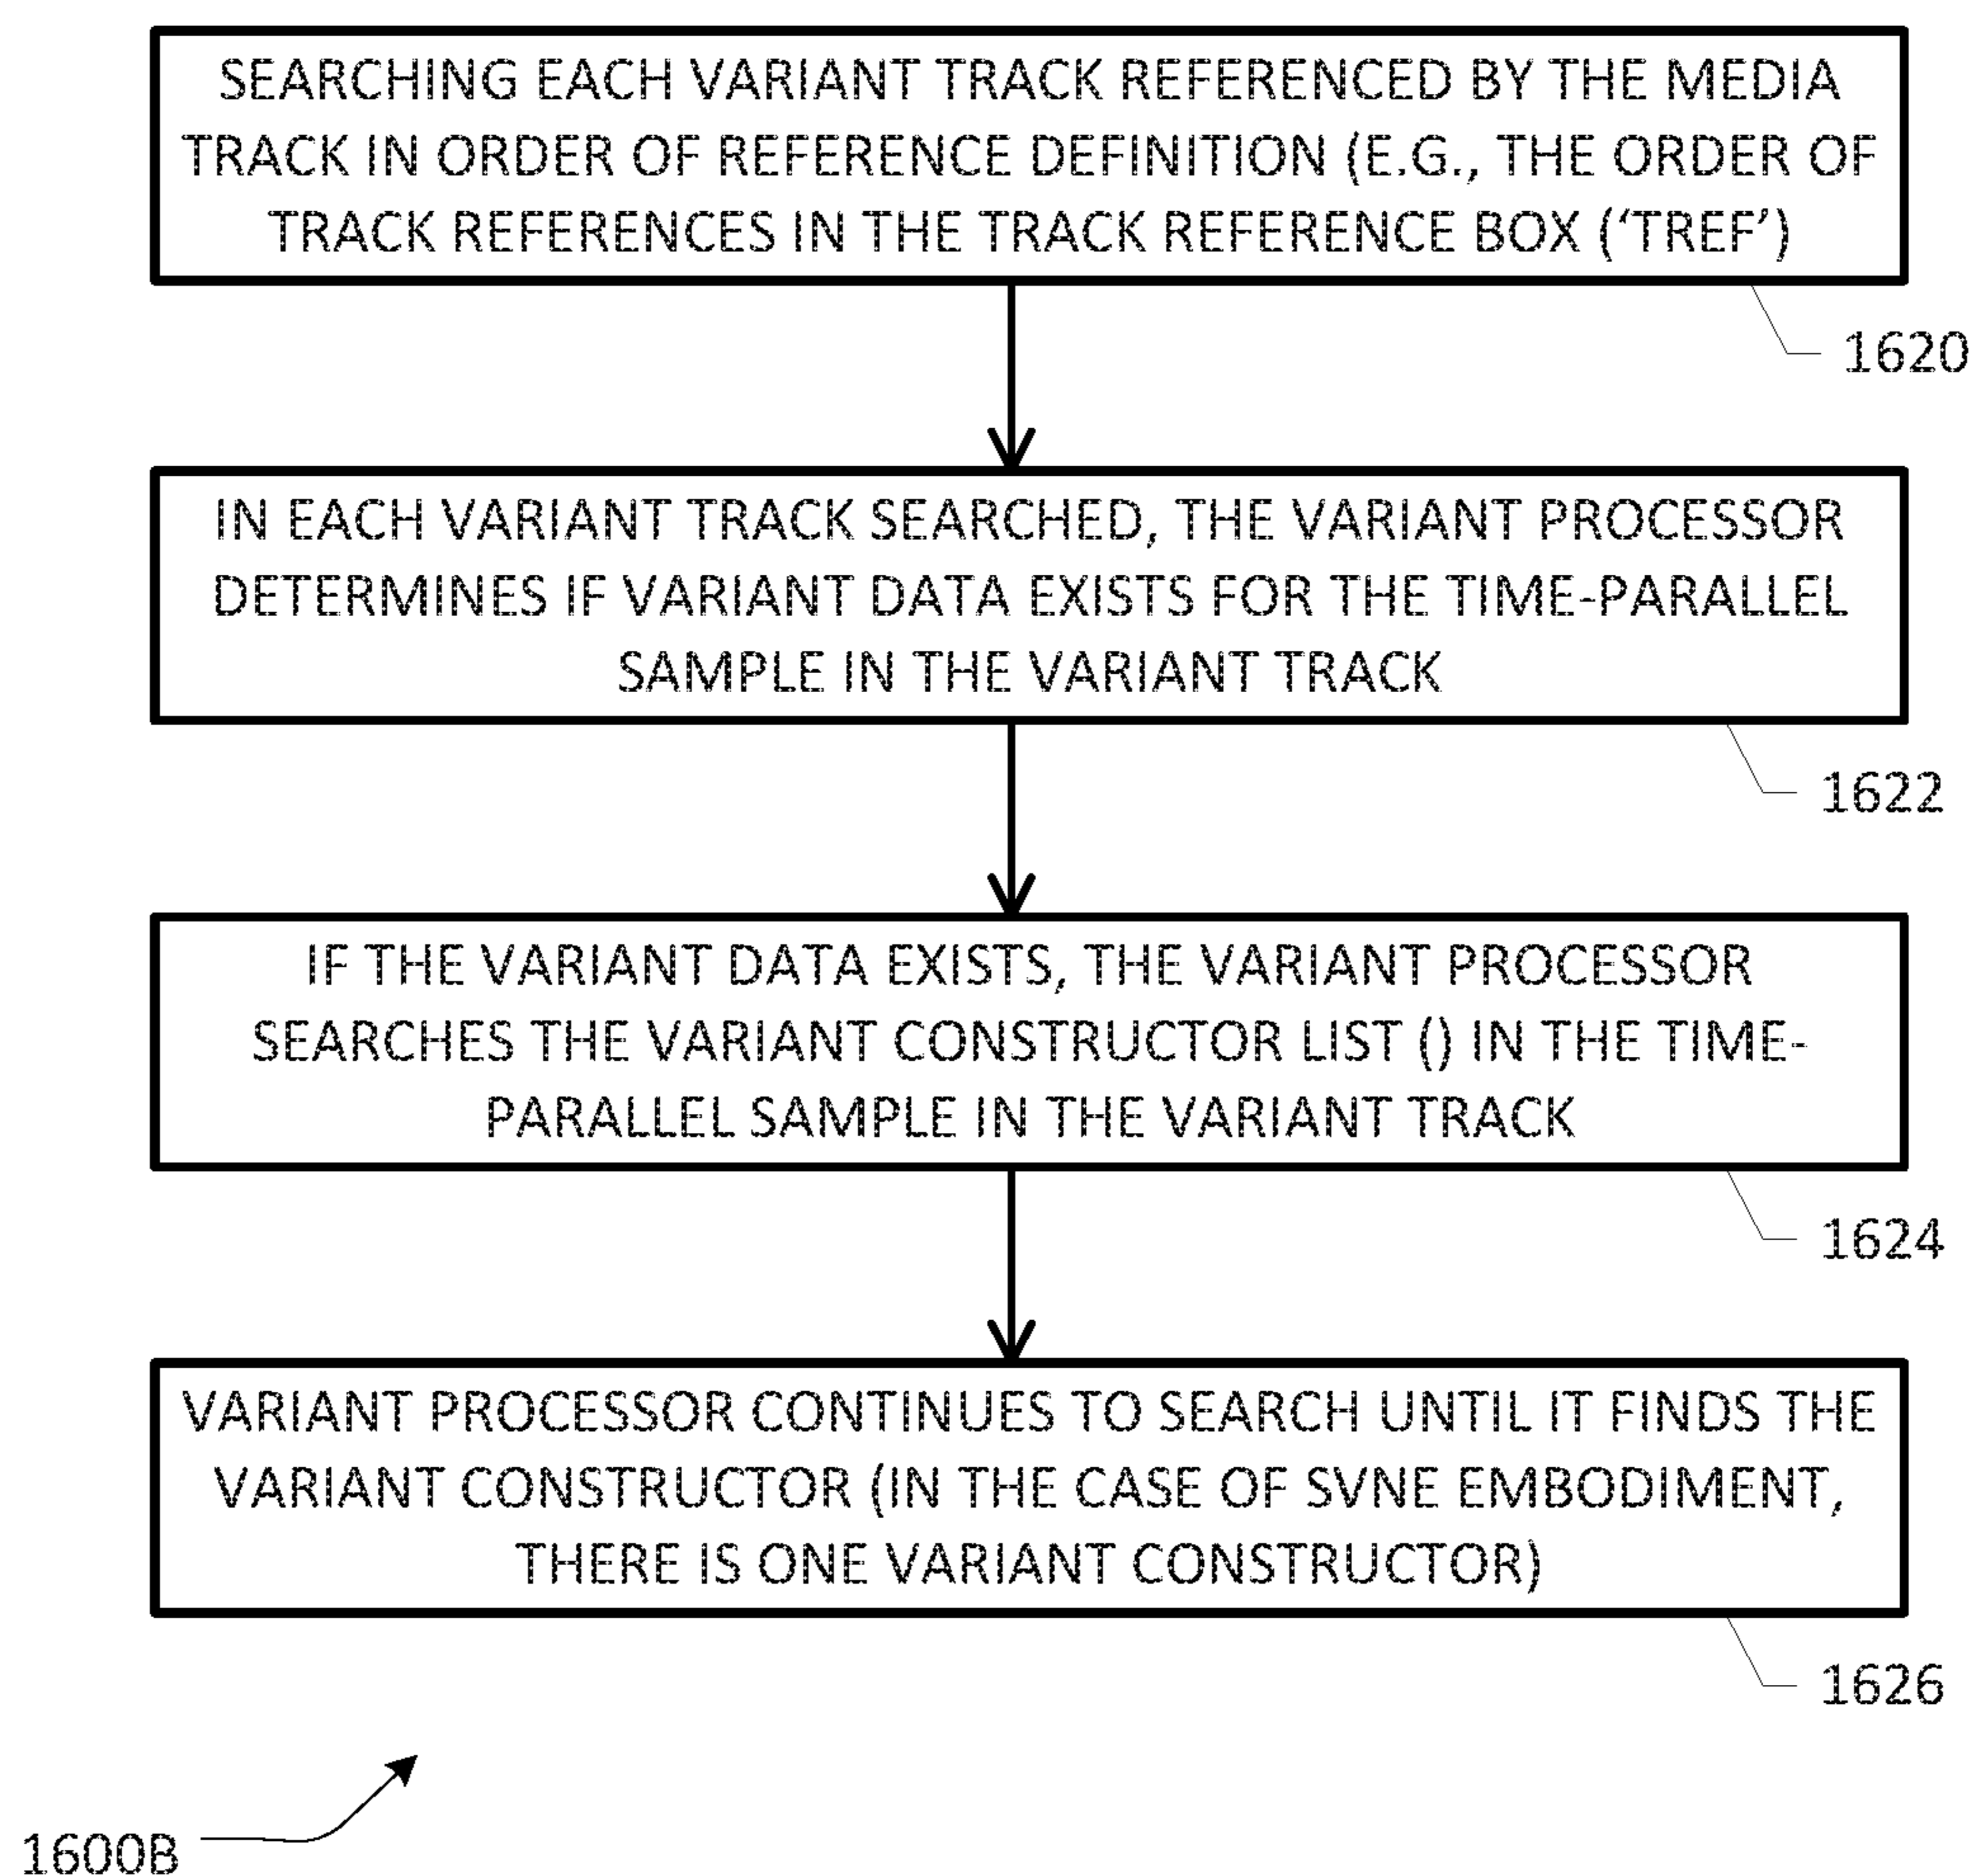 SEARCHING EACH VARIANT TRACK REFERENCED BY THE MEDIA
TRACK IN ORDER OF REFERENCE DEFINITION (E.G., THE ORDER OF
TRACK REFERENCES IN THE TRACK REFERENCE BOX (‘TREF’)
1620
IN EACH VARIANT TRACK SEARCHED, THE VARIANT PROCESSOR
DETERMINES IF VARIANT DATA EXISTS FOR THE TIME-PARALLEL
SAMPLE IN THE VARIANT TRACK
1622
IF THE VARIANT DATA EXISTS, THE VARIANT PROCESSOR
SEARCHES THE VARIANT CONSTRUCTOR LIST () IN THE TIME-
PARALLEL SAMPLE IN THE VARIANT TRACK
1624
VARIANT PROCESSOR CONTINUES TO SEARCH UNTIL IT FINDS THE
VARIANT CONSTRUCTOR (IN THE CASE OF SVNE EMBODIMENT,
THERE IS ONE VARIANT CONSTRUCTOR)
1626
1600B